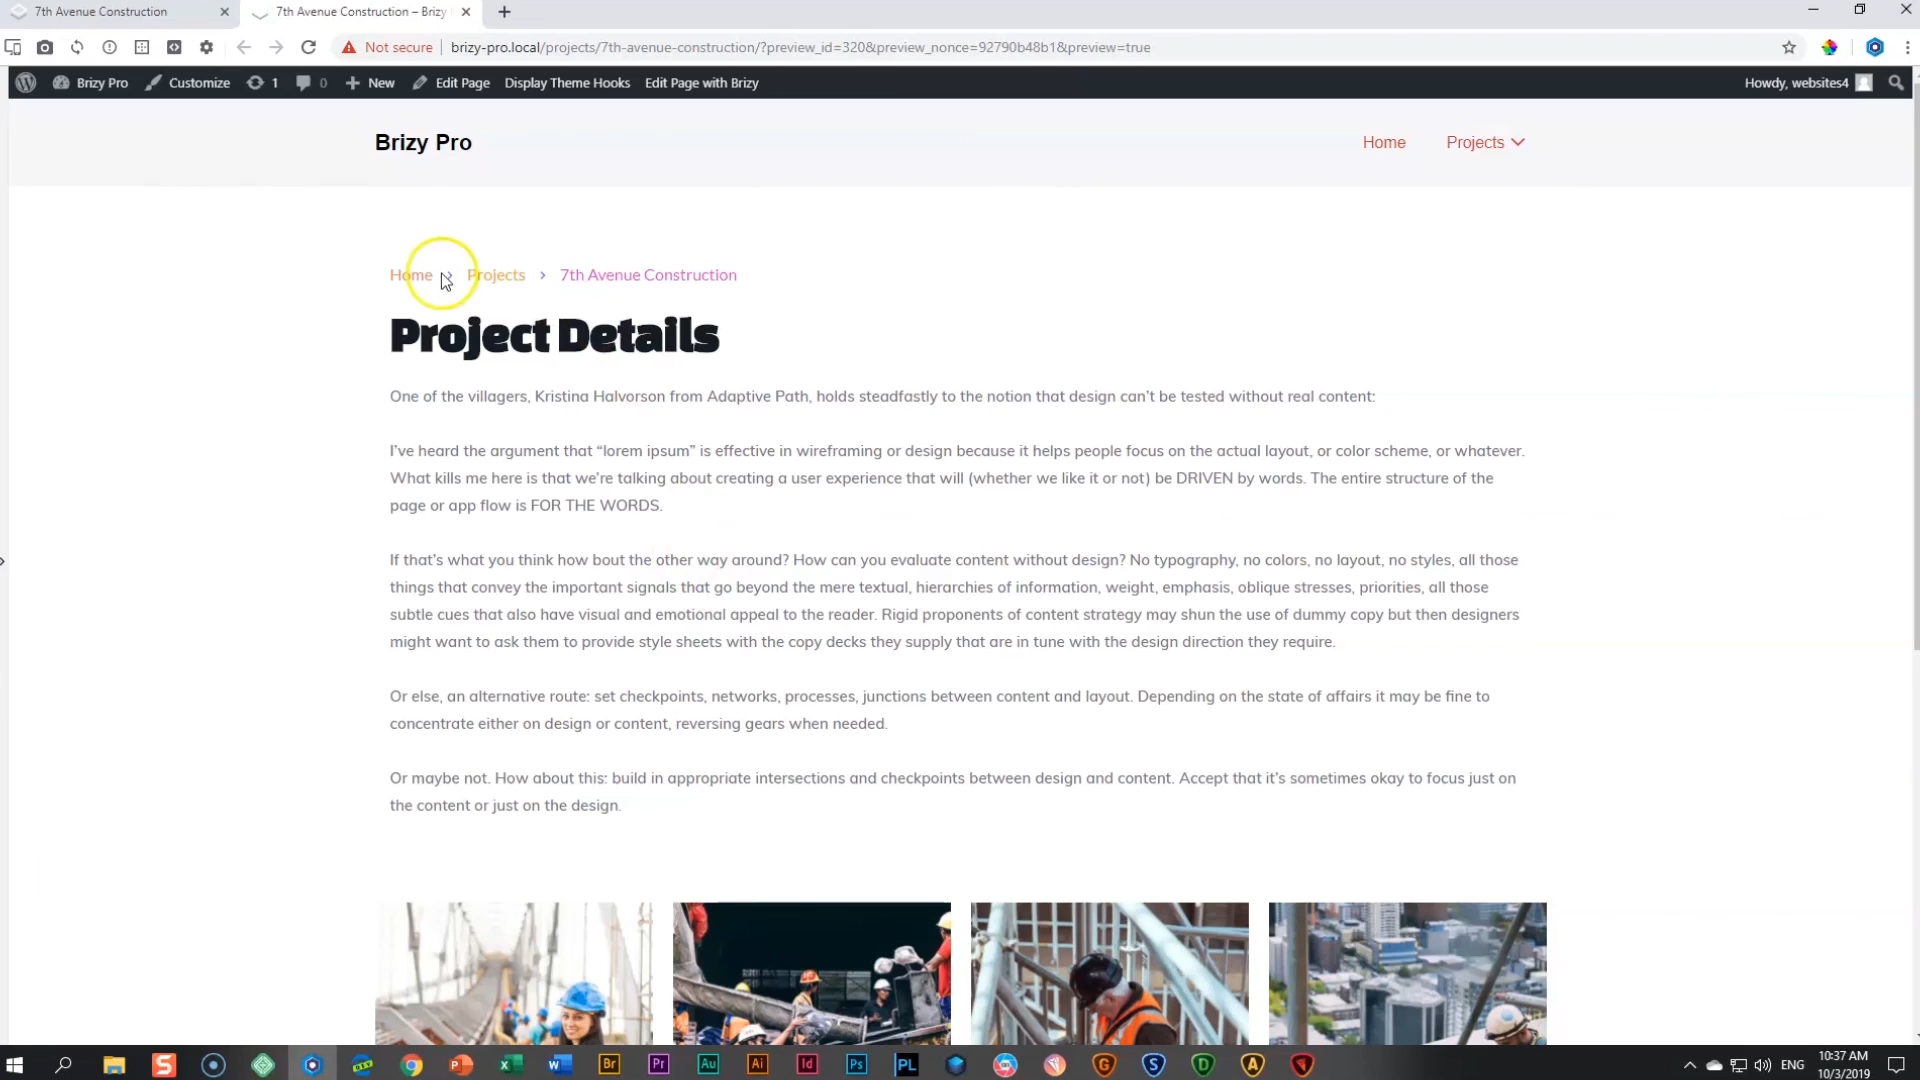 7th Avenue Construction
7th Avenue Construction – Brizy
Not secure
brizy-pro.local/projects/7th-avenue-construction/?preview_id=320&preview_nonce=92790b48b1&preview=true
Brizy Pro
Customize
1
0
New
Edit Page
Display Theme Hooks
Edit Page with Brizy
Howdy, websites4
Brizy Pro
Home
Projects
Home > Projects > 7th Avenue Construction
Project Details
One of the villagers, Kristina Halvorson from Adaptive Path, holds steadfastly to the notion that design can’t be tested without real content:
I’ve heard the argument that “lorem ipsum” is effective in wireframing or design because it helps people focus on the actual layout, or color scheme, or whatever.
What kills me here is that we’re talking about creating a user experience that will (whether we like it or not) be DRIVEN by words. The entire structure of the
page or app flow is FOR THE WORDS.
If that’s what you think how bout the other way around? How can you evaluate content without design? No typography, no colors, no layout, no styles, all those
things that convey the important signals that go beyond the mere textual, hierarchies of information, weight, emphasis, oblique stresses, priorities, all those
subtle cues that also have visual and emotional appeal to the reader. Rigid proponents of content strategy may shun the use of dummy copy but then designers
might want to ask them to provide style sheets with the copy decks they supply that are in tune with the design direction they require.
Or else, an alternative route: set checkpoints, networks, processes, junctions between content and layout. Depending on the state of affairs it may be fine to
concentrate either on design or content, reversing gears when needed.
Or maybe not. How about this: build in appropriate intersections and checkpoints between design and content. Accept that it’s sometimes okay to focus just on
the content or just on the design.
S
DEV
Br
Pr
Au
Ai
Id
Ps
PL
G
S
D
A
ENG
10:37 AM
10/3/2019